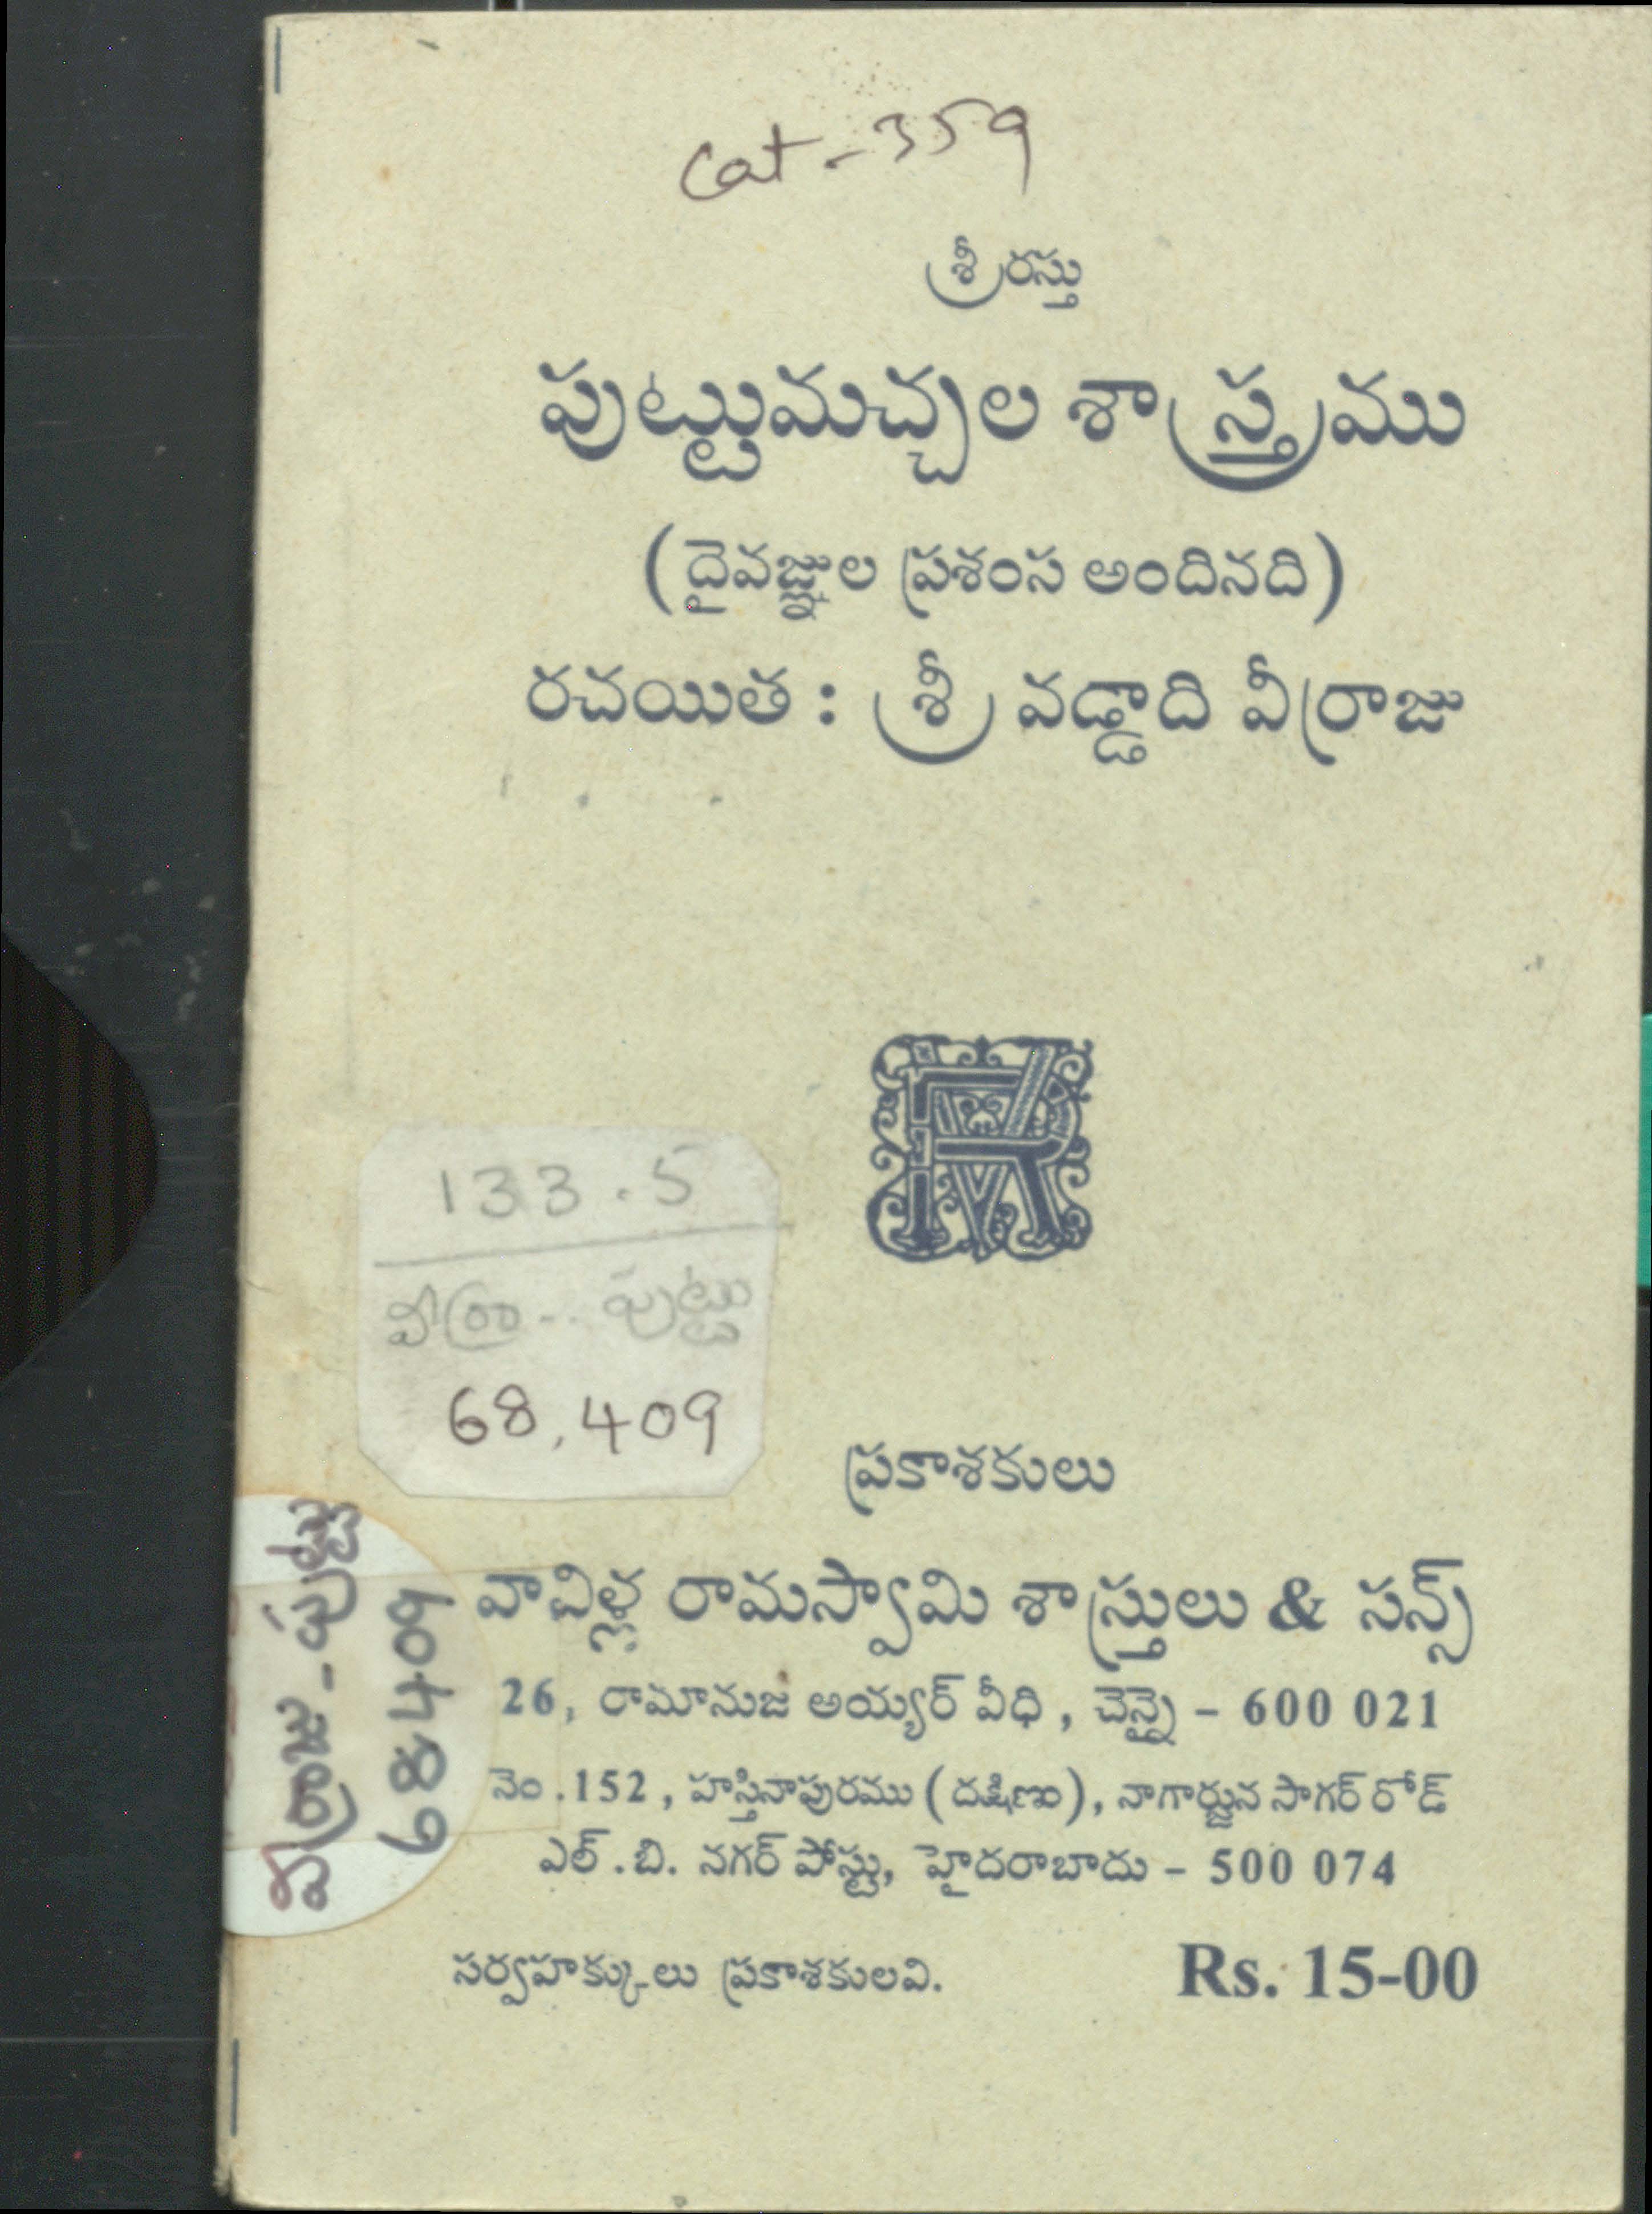 Cat - 359
శ్రీరస్తు
పుట్టుమచ్చల శాస్త్రము
(దైవజ్ఞుల ప్రశంస అందినది)
రచయిత : శ్రీ వడ్డాది వీర్రాజు
133.5
వీర్రా.. పుట్టు
68,409
ప్రకాశకులు
వీర్రాజు - పుట్టు
68409
వావిళ్ల రామస్వామి శాస్త్రులు & సన్స్
26, రామానుజ అయ్యర్ వీధి, చెన్నై - 600 021
నెం.152, హస్తినాపురము (దక్షిణం), నాగార్జున సాగర్ రోడ్
ఎల్.బి. నగర్ పోస్టు, హైదరాబాదు - 500 074
సర్వహక్కులు ప్రకాశకులవి.
Rs. 15-00